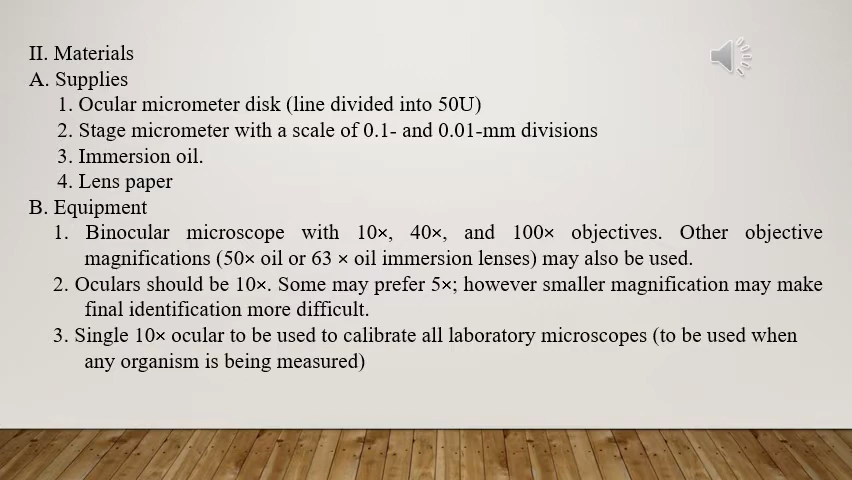 II. Materials
A. Supplies
1. Ocular micrometer disk (line divided into 50U)
2. Stage micrometer with a scale of 0.1- and 0.01-mm divisions
3. Immersion oil.
4. Lens paper
B. Equipment
1. Binocular microscope with 10×, 40×, and 100× objectives. Other objective
magnifications (50× oil or 63 × oil immersion lenses) may also be used.
2. Oculars should be 10×. Some may prefer 5×; however smaller magnification may make
final identification more difficult.
3. Single 10× ocular to be used to calibrate all laboratory microscopes (to be used when
any organism is being measured)